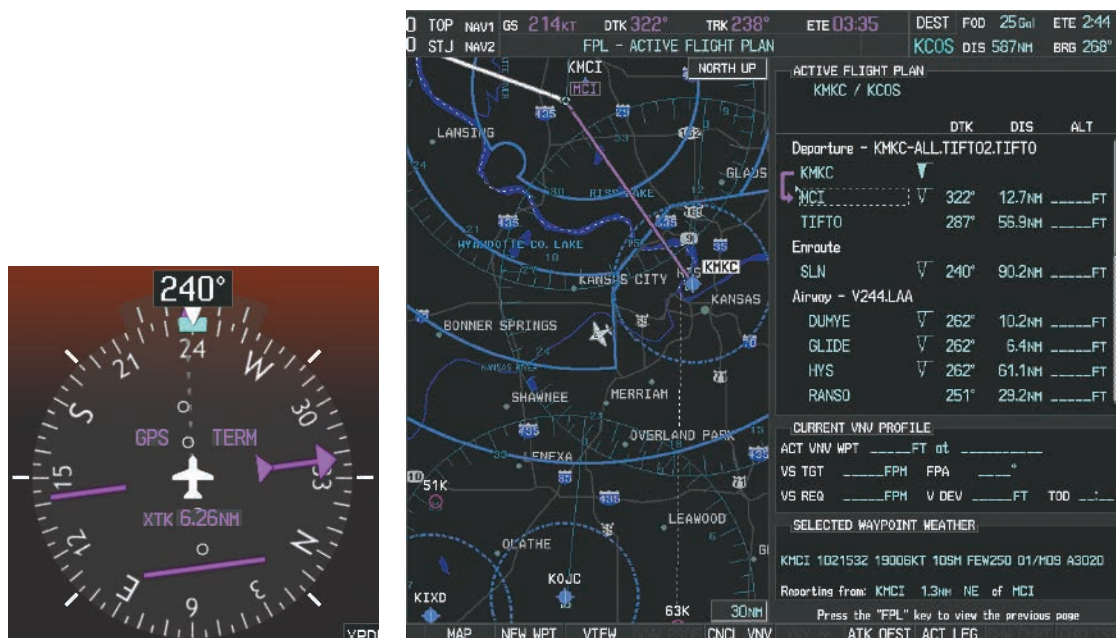 240°
21
24
W
S
30
GPS TERM
15
33
XTK 6.26NM
12
N
E
3
6
TOP NAV1 GS 214KT DTK 322° TRK 238° ETE 03:35 DEST FOD 25Gal ETE 2:44
STJ NAV2 FPL - ACTIVE FLIGHT PLAN KCOS DIS 587NM BRG 268°
KMCI NORTH UP
MCI
LANSING
GLADS
WYANDOTTE CO. LAKE
KANSAS CITY
KMKC
KANSAS
BONNER SPRINGS
KANSAS RIVER
SHAWNEE
MERRIAM
OVERLAND PARK
LENEXA
51K
LEAWOOD
OLATHE
KOJC
KIXD
63K
30NM
ACTIVE FLIGHT PLAN
KMKC / KCOS
DTK DIS ALT
Departure - KMKC-ALL.TIFTO2.TIFTO
KMKC
MCI 322° 12.7NM _____FT
TIFTO 287° 56.9NM _____FT
Enroute
SLN 240° 90.2NM _____FT
Airway - V244.LAA
DUMYE 262° 10.2NM _____FT
GLIDE 262° 6.4NM _____FT
HYS 262° 61.1NM _____FT
RANSO 251° 29.2NM _____FT
CURRENT VNV PROFILE
ACT VNV WPT _____FT at __________
VS TGT _____FPM FPA ____°
VS REQ _____FPM V DEV _____FT TOD __:__
SELECTED WAYPOINT WEATHER
KMCI 102153Z 19006KT 10SM FEW250 01/M09 A3020
Reporting from: KMCI 1.3NM NE of MCI
Press the "FPL" key to view the previous page
MAP NEW WPT VIEW CNCL VNV ATK OFST ACT LEG